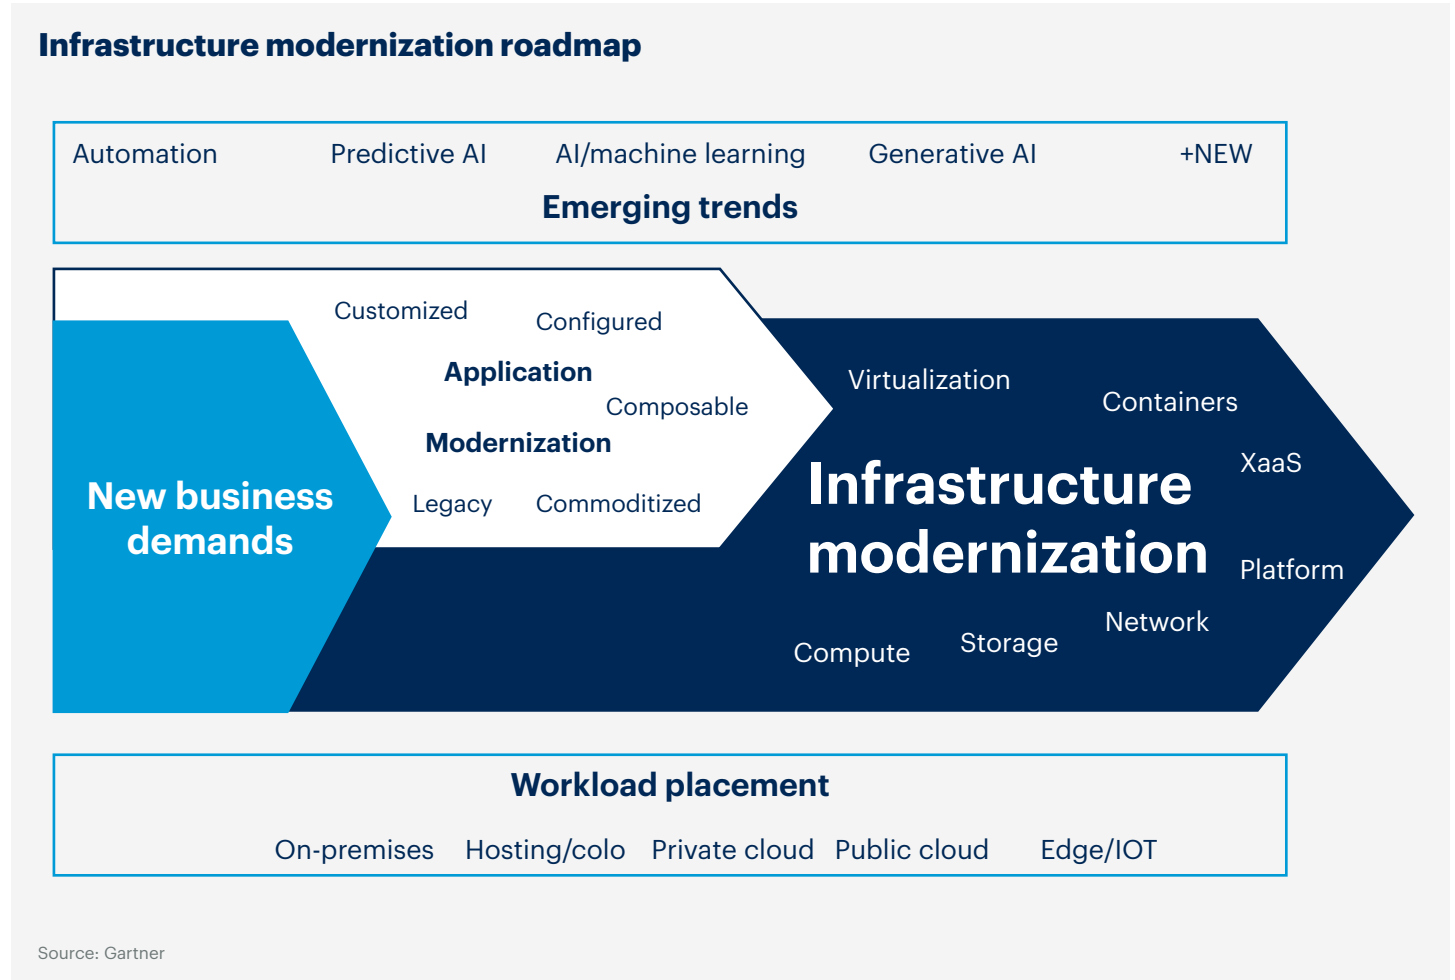 Infrastructure modernization roadmap
Automation Predictive AI AI/machine learning Generative AI +NEW
Emerging trends
New business
demands
Customized
Configured
Application
Composable
Modernization
Legacy Commoditized
Virtualization
Containers
XaaS
Infrastructure
modernization
Platform
Network
Storage
Compute
Workload placement
On-premises Hosting/colo Private cloud Public cloud Edge/IOT
Source: Gartner